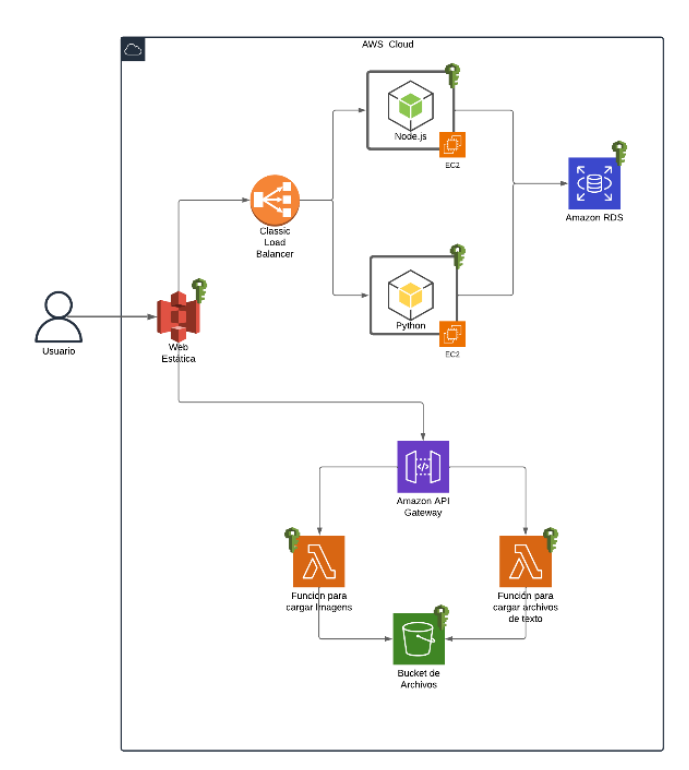 AWS Cloud
Node.js
EC2
Amazon RDS
Classic
Load
Balancer
Python
EC2
Usuario
Web
Estática
Amazon API
Gateway
Función para
cargar Imagens
Función para
cargar archivos
de texto
Bucket de
Archivos